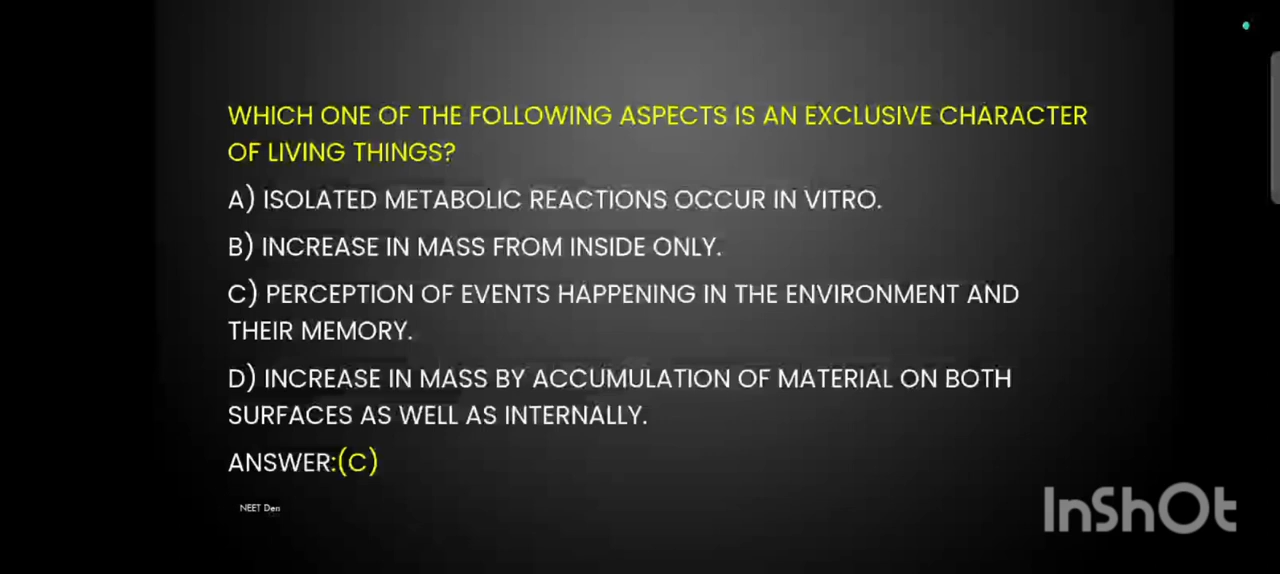 WHICH ONE OF THE FOLLOWING ASPECTS IS AN EXCLUSIVE CHARACTER
OF LIVING THINGS?
A) ISOLATED METABOLIC REACTIONS OCCUR IN VITRO.
B) INCREASE IN MASS FROM INSIDE ONLY.
C) PERCEPTION OF EVENTS HAPPENING IN THE ENVIRONMENT AND
THEIR MEMORY.
D) INCREASE IN MASS BY ACCUMULATION OF MATERIAL ON BOTH
SURFACES AS WELL AS INTERNALLY.
ANSWER:(C)
NEET Den
InShOt